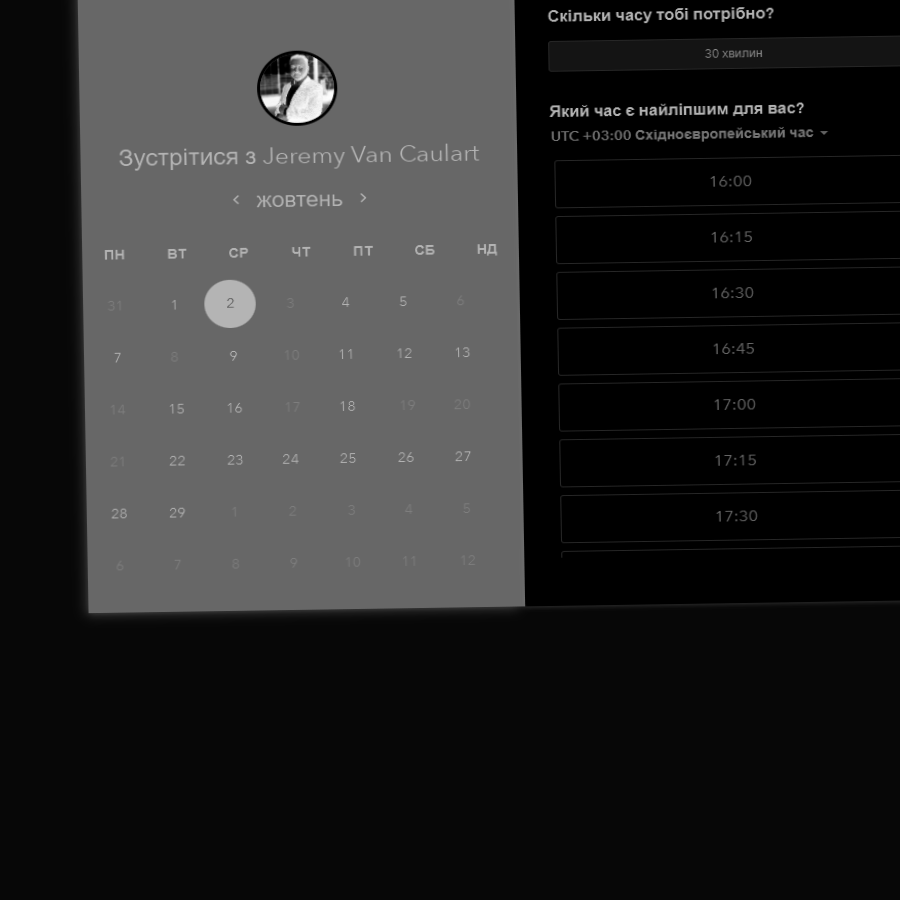 Зустрітися з Jeremy Van Caulart
жовтень
ПН ВТ СР ЧТ ПТ СБ НД
31 1 2 3 4 5 6
7 8 9 10 11 12 13
14 15 16 17 18 19 20
21 22 23 24 25 26 27
28 29 1 2 3 4 5
6 7 8 9 10 11 12
Скільки часу тобі потрібно?
30 хвилин
Який час є найліпшим для вас?
UTC +03:00 Східноєвропейський час
16:00
16:15
16:30
16:45
17:00
17:15
17:30